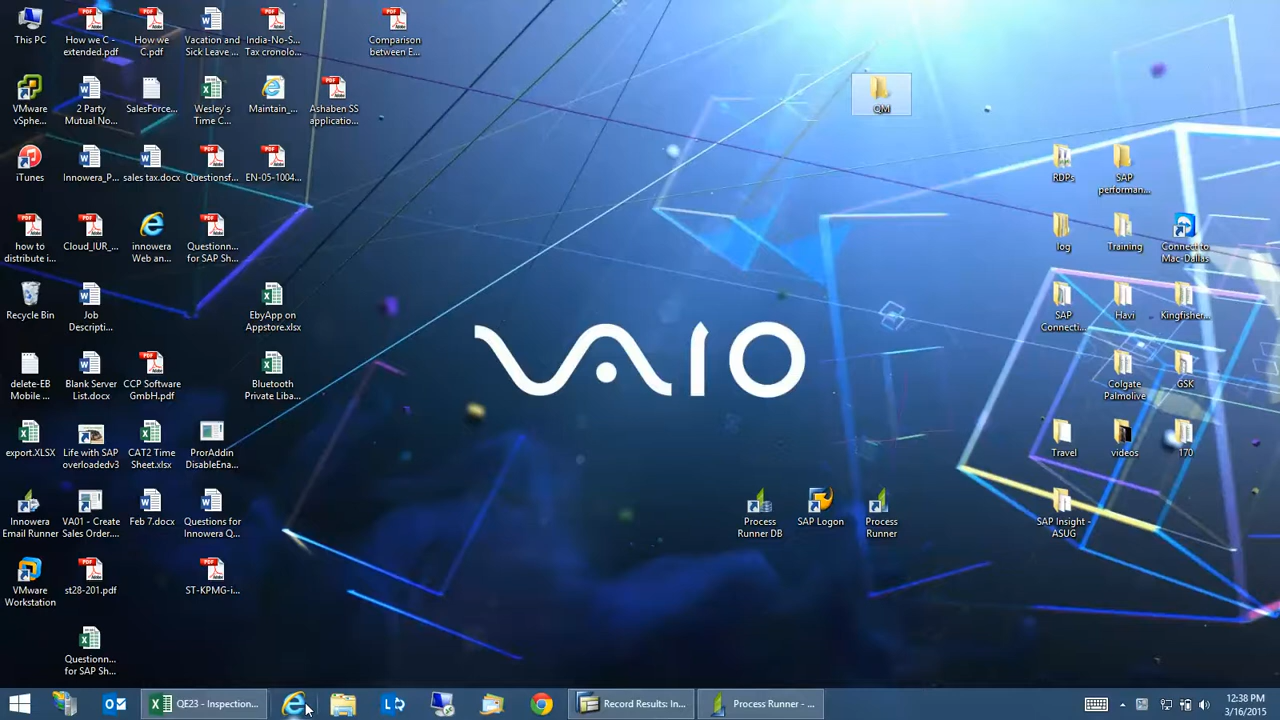 This PC
How we C - extended.pdf
How we C.pdf
Vacation and Sick Leave ...
India-No-S... Tax cronolo...
Comparison between E...
VMware vSphe...
2 Party Mutual No...
SalesForce...
Wesley's Time C...
Maintain_...
Ashaben SS applicatio...
QM
iTunes
Innowera_P...
sales tax.docx
Questionsf...
EN-05-1004...
RDPs
SAP performan...
how to distribute i...
Cloud_IUR_...
innowera Web an...
Questionn... for SAP Sh...
log
Training
Connect to Mac-Dallas
Recycle Bin
Job Descripti...
EbyApp on Appstore.xlsx
SAP Connecti...
Havi
Kingfisher...
VAIO
delete-EB Mobile ...
Blank Server List.docx
CCP Software GmbH.pdf
Bluetooth Private Liba...
Colgate Palmolive
GSK
export.XLSX
Life with SAP overloadedv3
CAT2 Time Sheet.xlsx
ProrAddin DisableEna...
Travel
videos
170
Innowera Email Runner
VA01 - Create Sales Order....
Feb 7.docx
Questions for Innowera Q...
Process Runner DB
SAP Logon
Process Runner
SAP Insight - ASUG
VMware Workstation
st28-201.pdf
ST-KPMG-i...
Questionn... for SAP Sh...
QE23 - Inspection...
Record Results: In...
Process Runner - ...
12:38 PM
3/16/2015